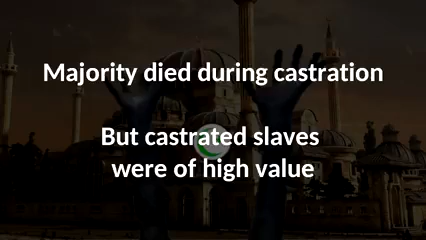 Majority died during castration
But castrated slaves
were of high value